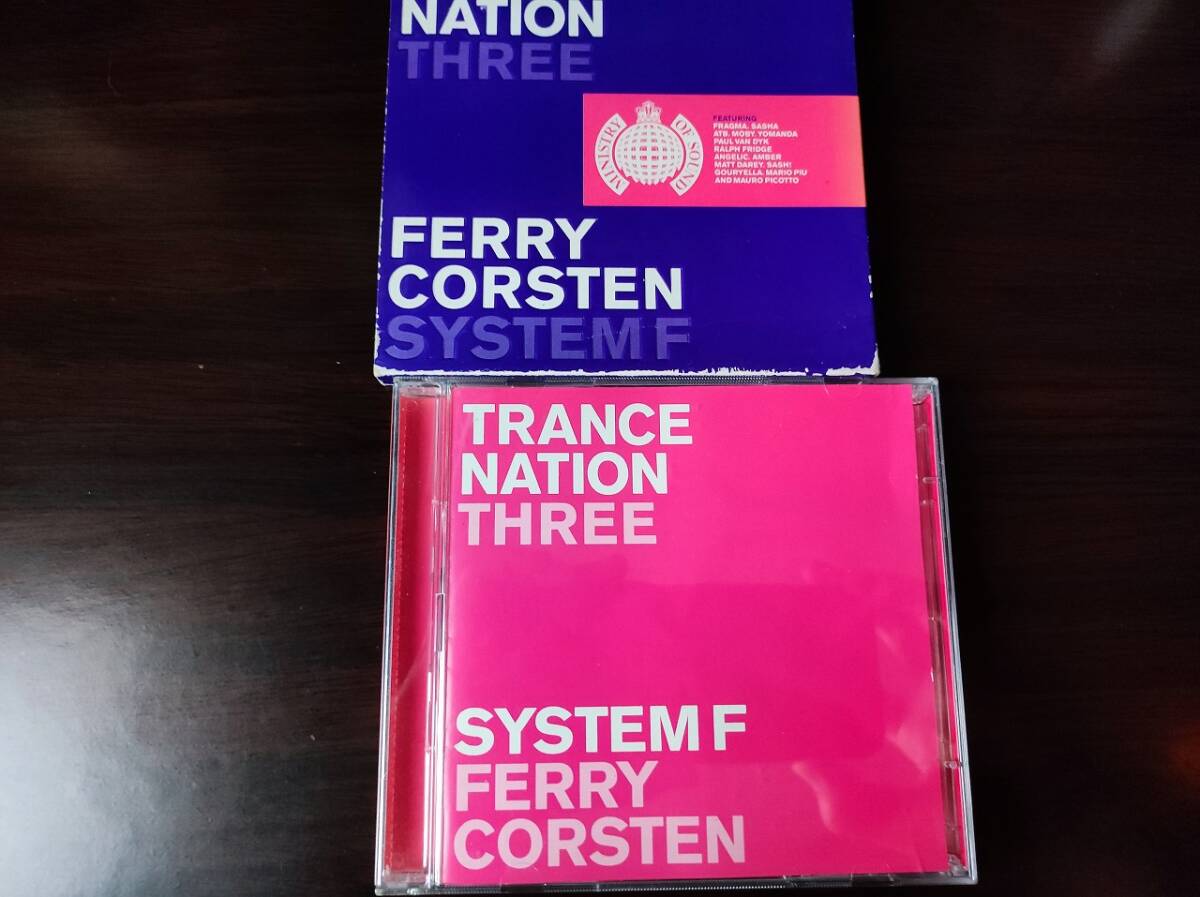 NATION
THREE
MINISTRY OF SOUND
FEATURING
FRAGMA. SASHA
ATB. MOBY. YOMANDA
PAUL VAN DYK
RALPH FRIDGE
ANGELIC. AMBER
MATT DAREY. SASH!
GOURYELLA. MARIO PIU
AND MAURO PICOTTO
FERRY
CORSTEN
SYSTEM F
TRANCE
NATION
THREE
SYSTEM F
FERRY
CORSTEN